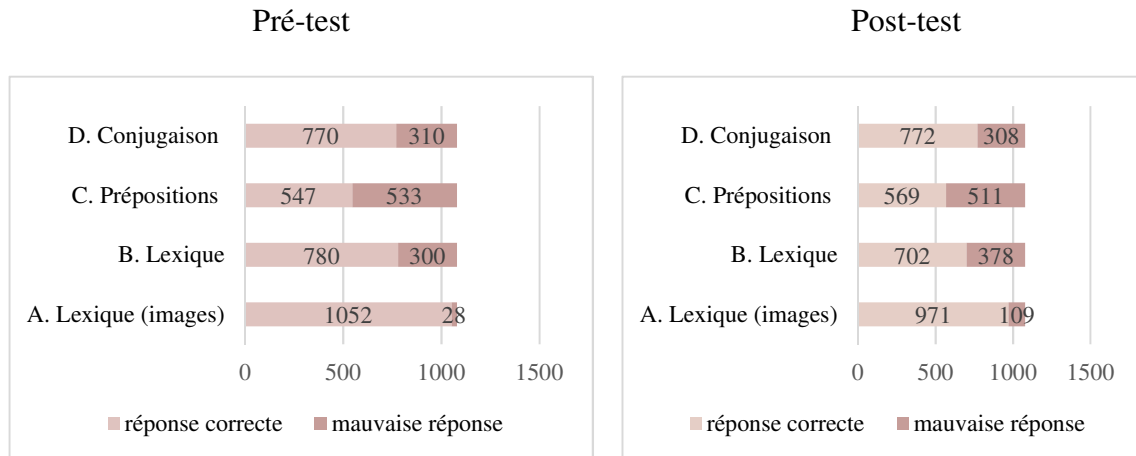 Pré-test
D. Conjugaison 770 310
C. Prépositions 547 533
B. Lexique 780 300
A. Lexique (images) 1052 28
0 500 1000 1500
réponse correcte mauvaise réponse
Post-test
D. Conjugaison 772 308
C. Prépositions 569 511
B. Lexique 702 378
A. Lexique (images) 971 109
0 500 1000 1500
réponse correcte mauvaise réponse